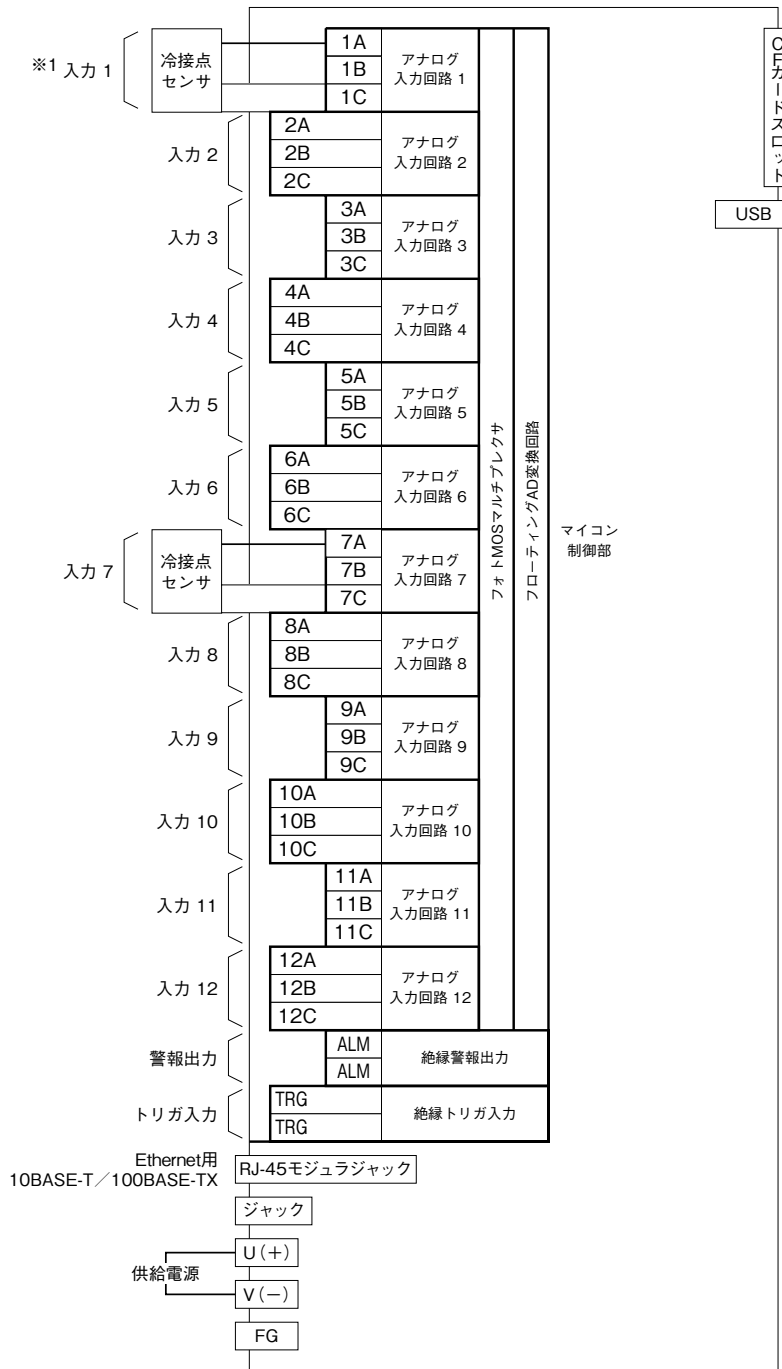 ※1 入力 1
冷接点
センサ
1A
1B
1C
アナログ
入力回路 1
入力 2
2A
2B
2C
アナログ
入力回路 2
入力 3
3A
3B
3C
アナログ
入力回路 3
入力 4
4A
4B
4C
アナログ
入力回路 4
入力 5
5A
5B
5C
アナログ
入力回路 5
入力 6
6A
6B
6C
アナログ
入力回路 6
入力 7
冷接点
センサ
7A
7B
7C
アナログ
入力回路 7
入力 8
8A
8B
8C
アナログ
入力回路 8
入力 9
9A
9B
9C
アナログ
入力回路 9
入力 10
10A
10B
10C
アナログ
入力回路 10
入力 11
11A
11B
11C
アナログ
入力回路 11
入力 12
12A
12B
12C
アナログ
入力回路 12
フォトMOSマルチプレクサ
フローティングAD変換回路
マイコン
制御部
CFカードスロット
USB
警報出力
ALM
ALM
絶縁警報出力
トリガ入力
TRG
TRG
絶縁トリガ入力
Ethernet用
10BASE-T／100BASE-TX
RJ-45モジュラジャック
ジャック
供給電源
U(＋)
V(－)
FG